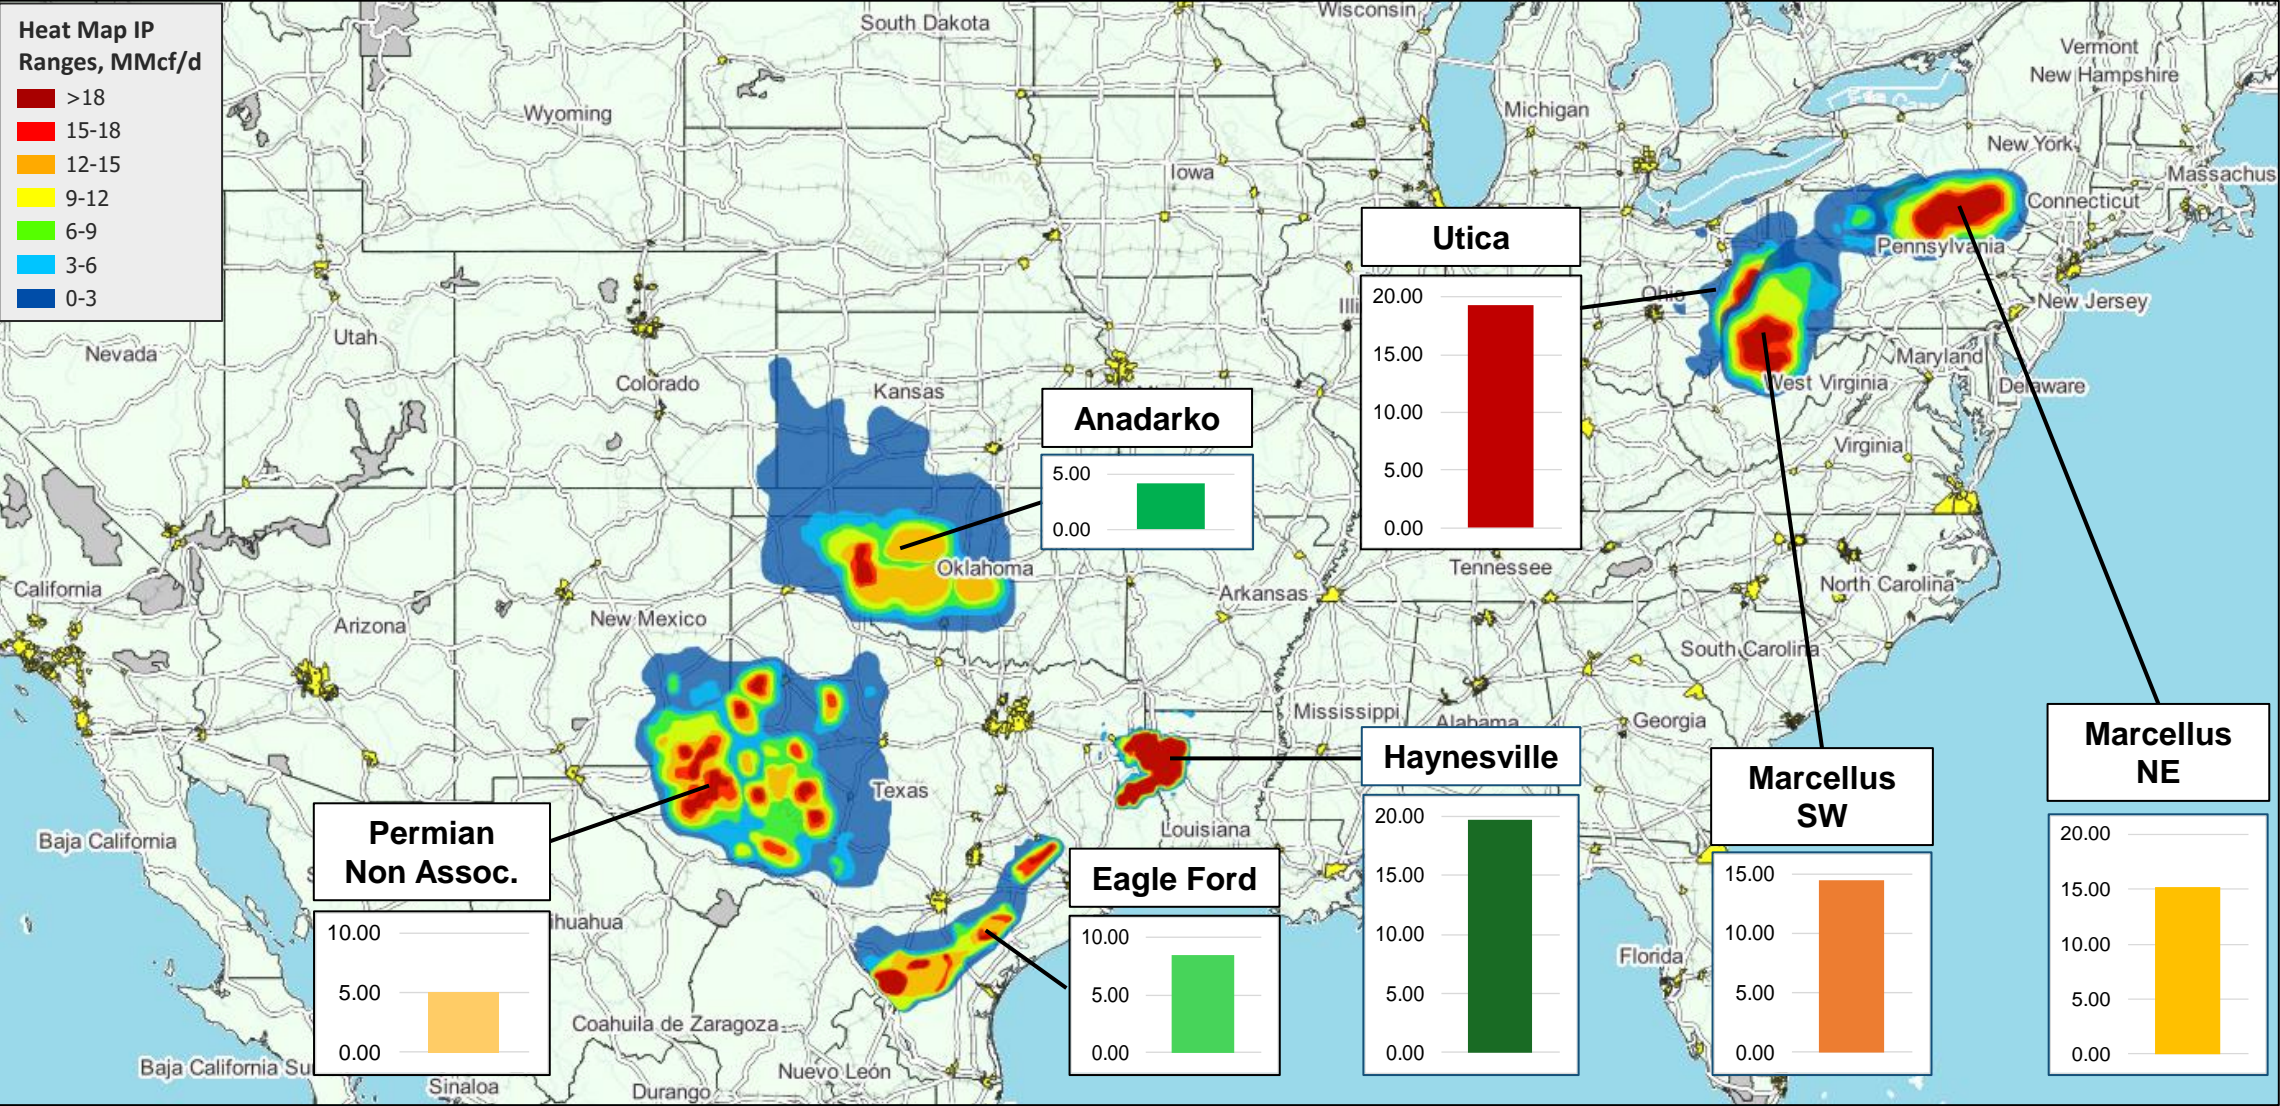 Heat Map IP
Ranges, MMcf/d
>18
15-18
12-15
9-12
6-9
3-6
0-3
South Dakota
Wisconsin
Vermont
New Hampshire
Wyoming
Michigan
New York
Iowa
Massachus
Connecticut
Utica
Pennsylvania
20.00
15.00
10.00
5.00
0.00
Ohio
Illi
New Jersey
Nevada
Utah
Colorado
Kansas
Maryland
West Virginia
Delaware
Anadarko
5.00
0.00
Virginia
Oklahoma
Tennessee
California
Arkansas
North Carolina
Arizona
New Mexico
South Carolina
Mississippi
Alabama
Georgia
Haynesville
20.00
15.00
10.00
5.00
0.00
Marcellus
NE
20.00
15.00
10.00
5.00
0.00
Marcellus
SW
15.00
10.00
5.00
0.00
Texas
Louisiana
Permian
Non Assoc.
10.00
5.00
0.00
Baja California
Eagle Ford
10.00
5.00
0.00
ihuahua
Florida
Coahuila de Zaragoza
Baja California Su
Sinaloa
Durango
Nuevo León